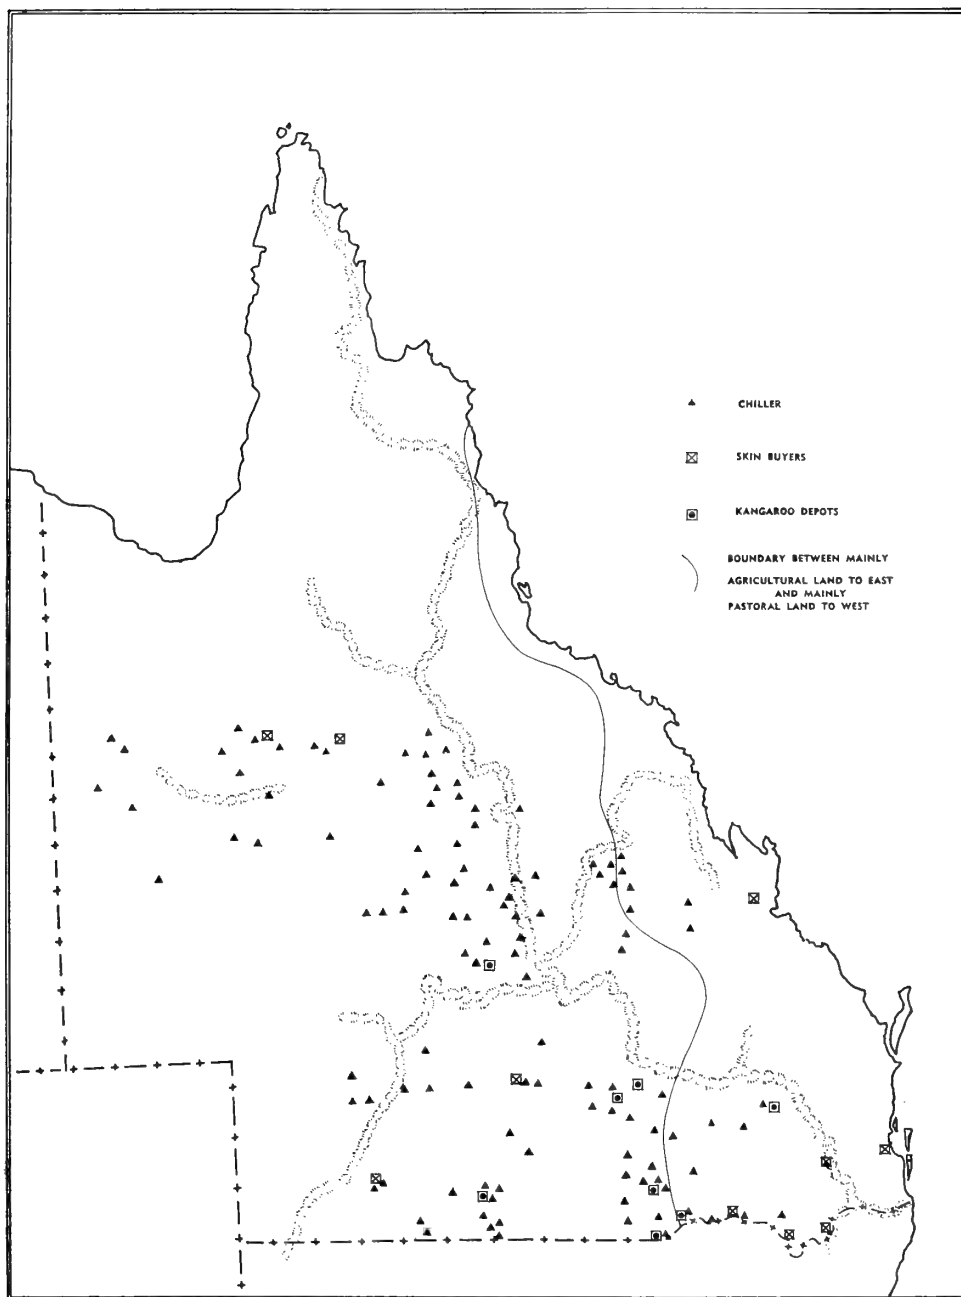 CHILLER
SKIN BUYERS
KANGAROO DEPOTS
BOUNDARY BETWEEN MAINLY
AGRICULTURAL LAND TO EAST
AND MAINLY
PASTORAL LAND TO WEST